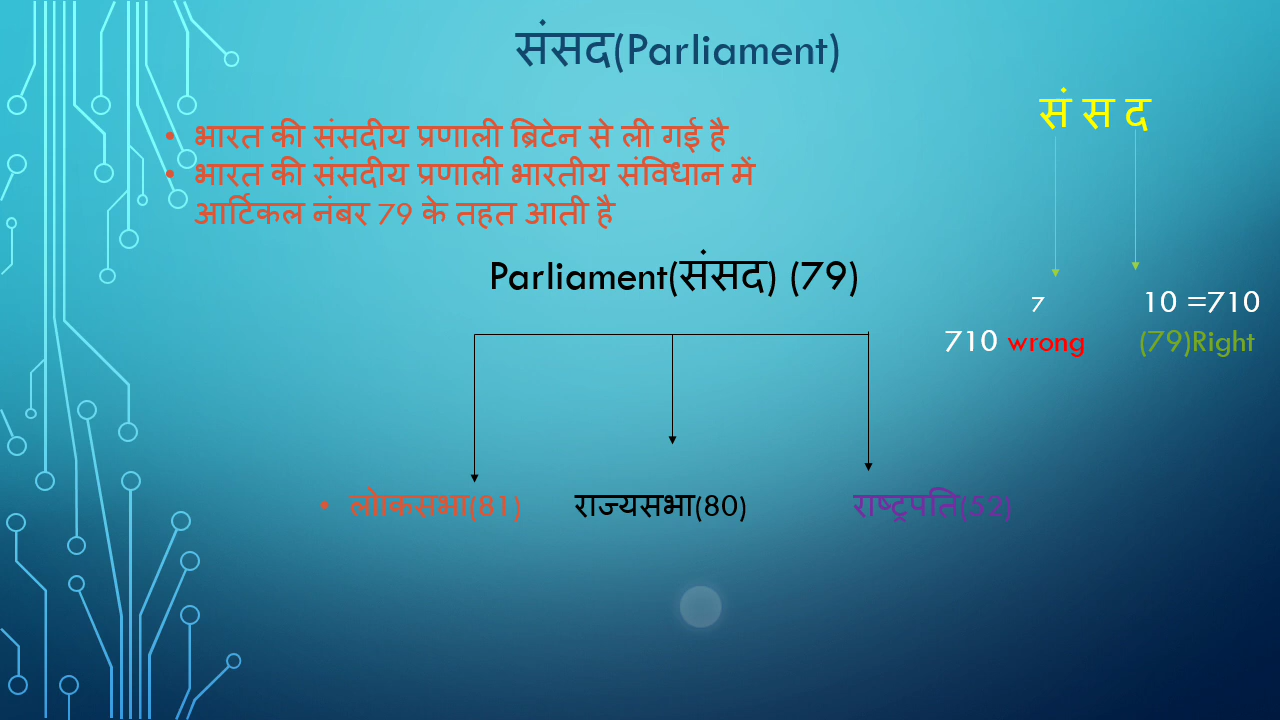 संसद(Parliament)
सं स द
• भारत की संसदीय प्रणाली ब्रिटेन से ली गई है
• भारत की संसदीय प्रणाली भारतीय संविधान में
आर्टिकल नंबर 79 के तहत आती है
Parliament(संसद) (79)
7 10 =710
710 wrong (79)Right
• लोकसभा(81) राज्यसभा(80) राष्ट्रपति(52)